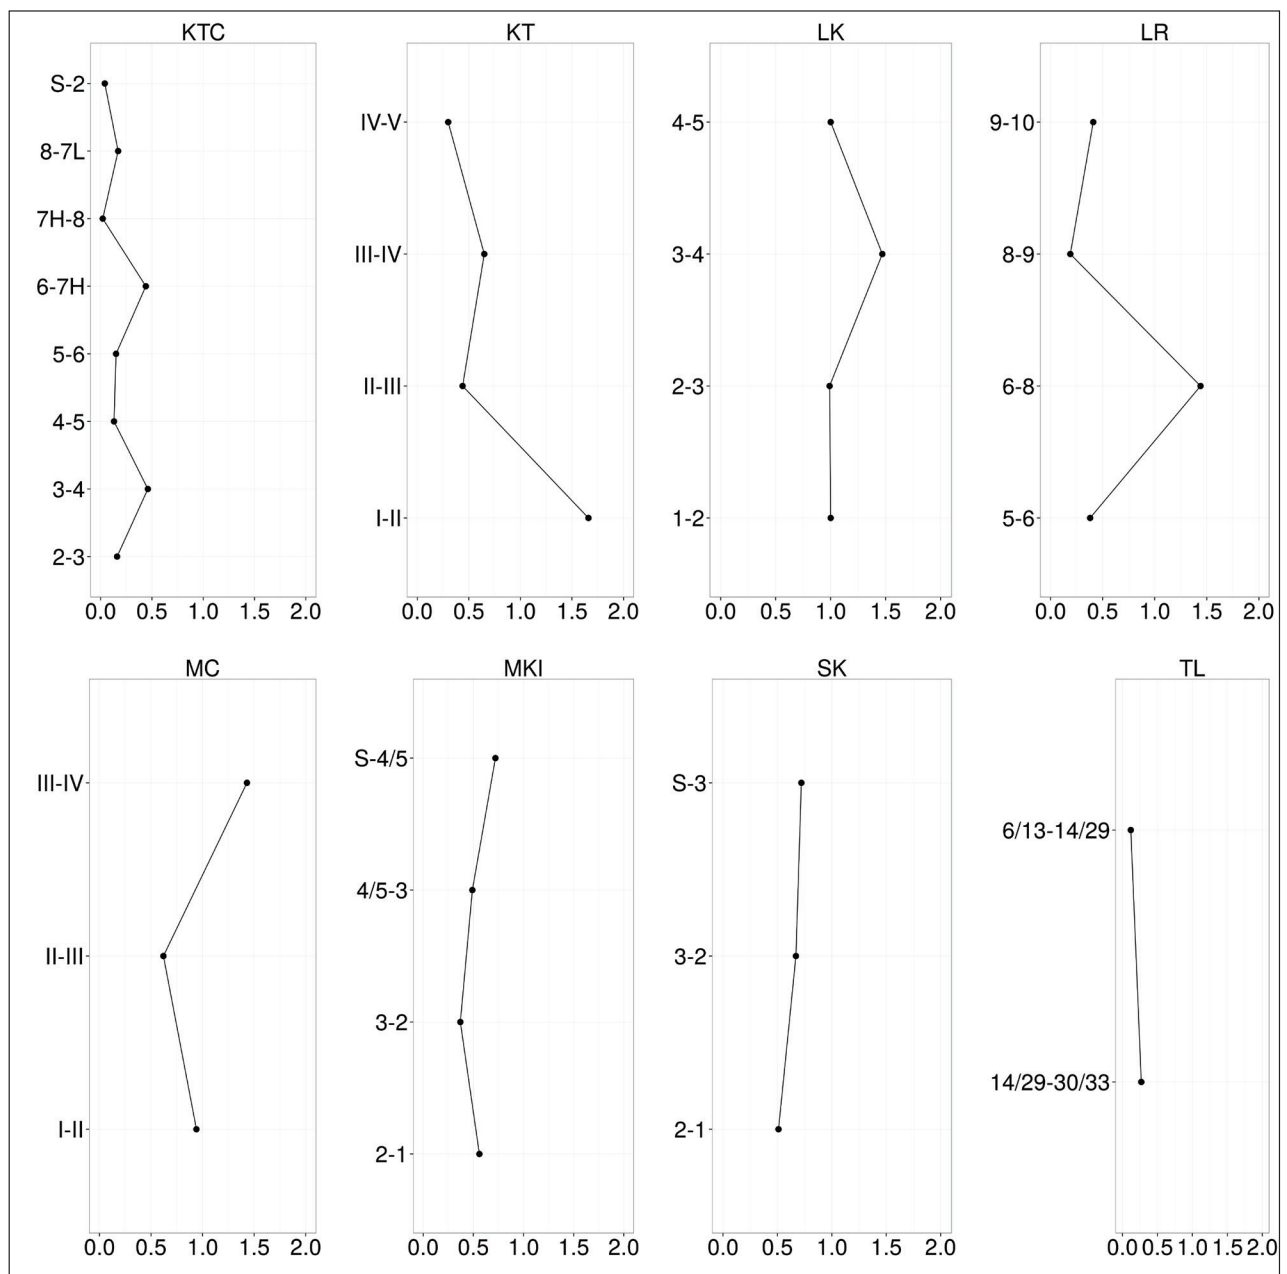 KTC
S-2
8-7L
7H-8
6-7H
5-6
4-5
3-4
2-3
0.0 0.5 1.0 1.5 2.0
KT
IV-V
III-IV
II-III
I-II
0.0 0.5 1.0 1.5 2.0
LK
4-5
3-4
2-3
1-2
0.0 0.5 1.0 1.5 2.0
LR
9-10
8-9
6-8
5-6
0.0 0.5 1.0 1.5 2.0
MC
III-IV
II-III
I-II
0.0 0.5 1.0 1.5 2.0
MKI
S-4/5
4/5-3
3-2
2-1
0.0 0.5 1.0 1.5 2.0
SK
S-3
3-2
2-1
0.0 0.5 1.0 1.5 2.0
TL
6/13-14/29
14/29-30/33
0.0 0.5 1.0 1.5 2.0